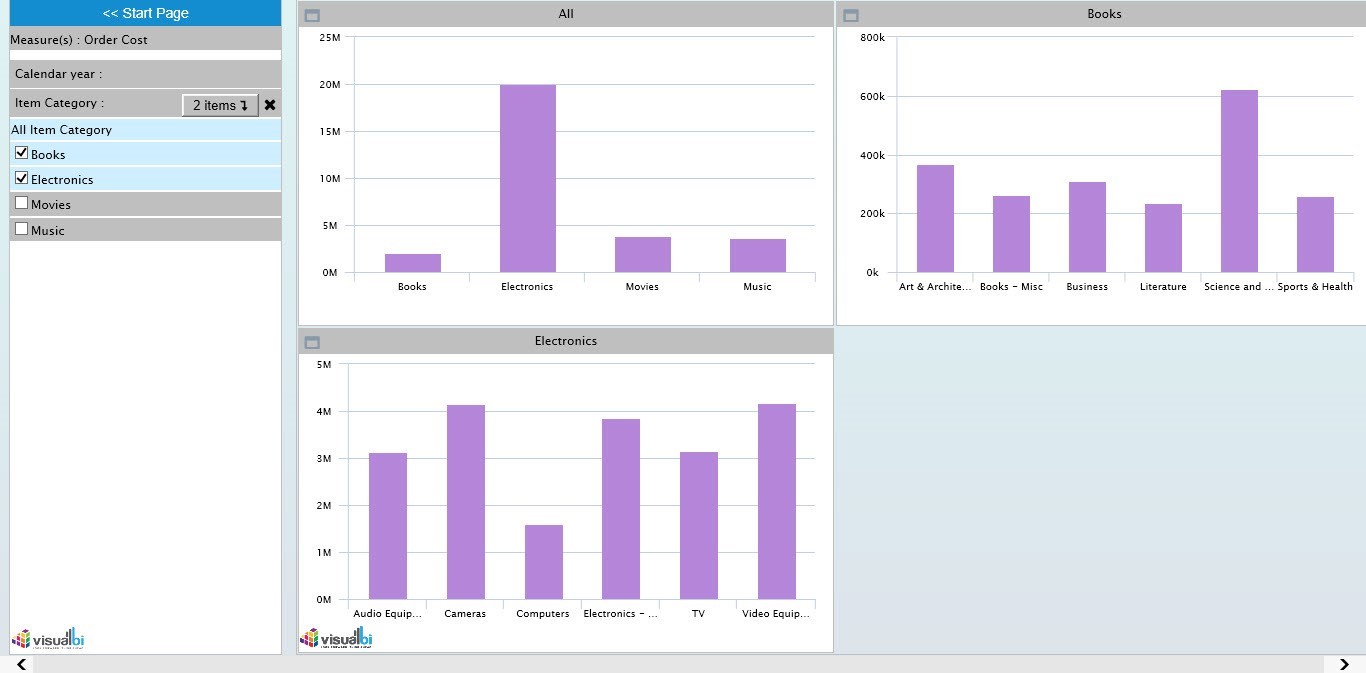 << Start Page
Measure(s) : Order Cost
Calendar year :
Item Category :
2 items
All Item Category
Books
Electronics
Movies
Music
visualbi
All
25M
20M
15M
10M
5M
0M
Books Electronics Movies Music
Books
800k
600k
400k
200k
0k
Art & Archite... Books - Misc Business Literature Science and ... Sports & Health
Electronics
5M
4M
3M
2M
1M
0M
Audio Equip... Cameras Computers Electronics - ... TV Video Equip...
visualbi